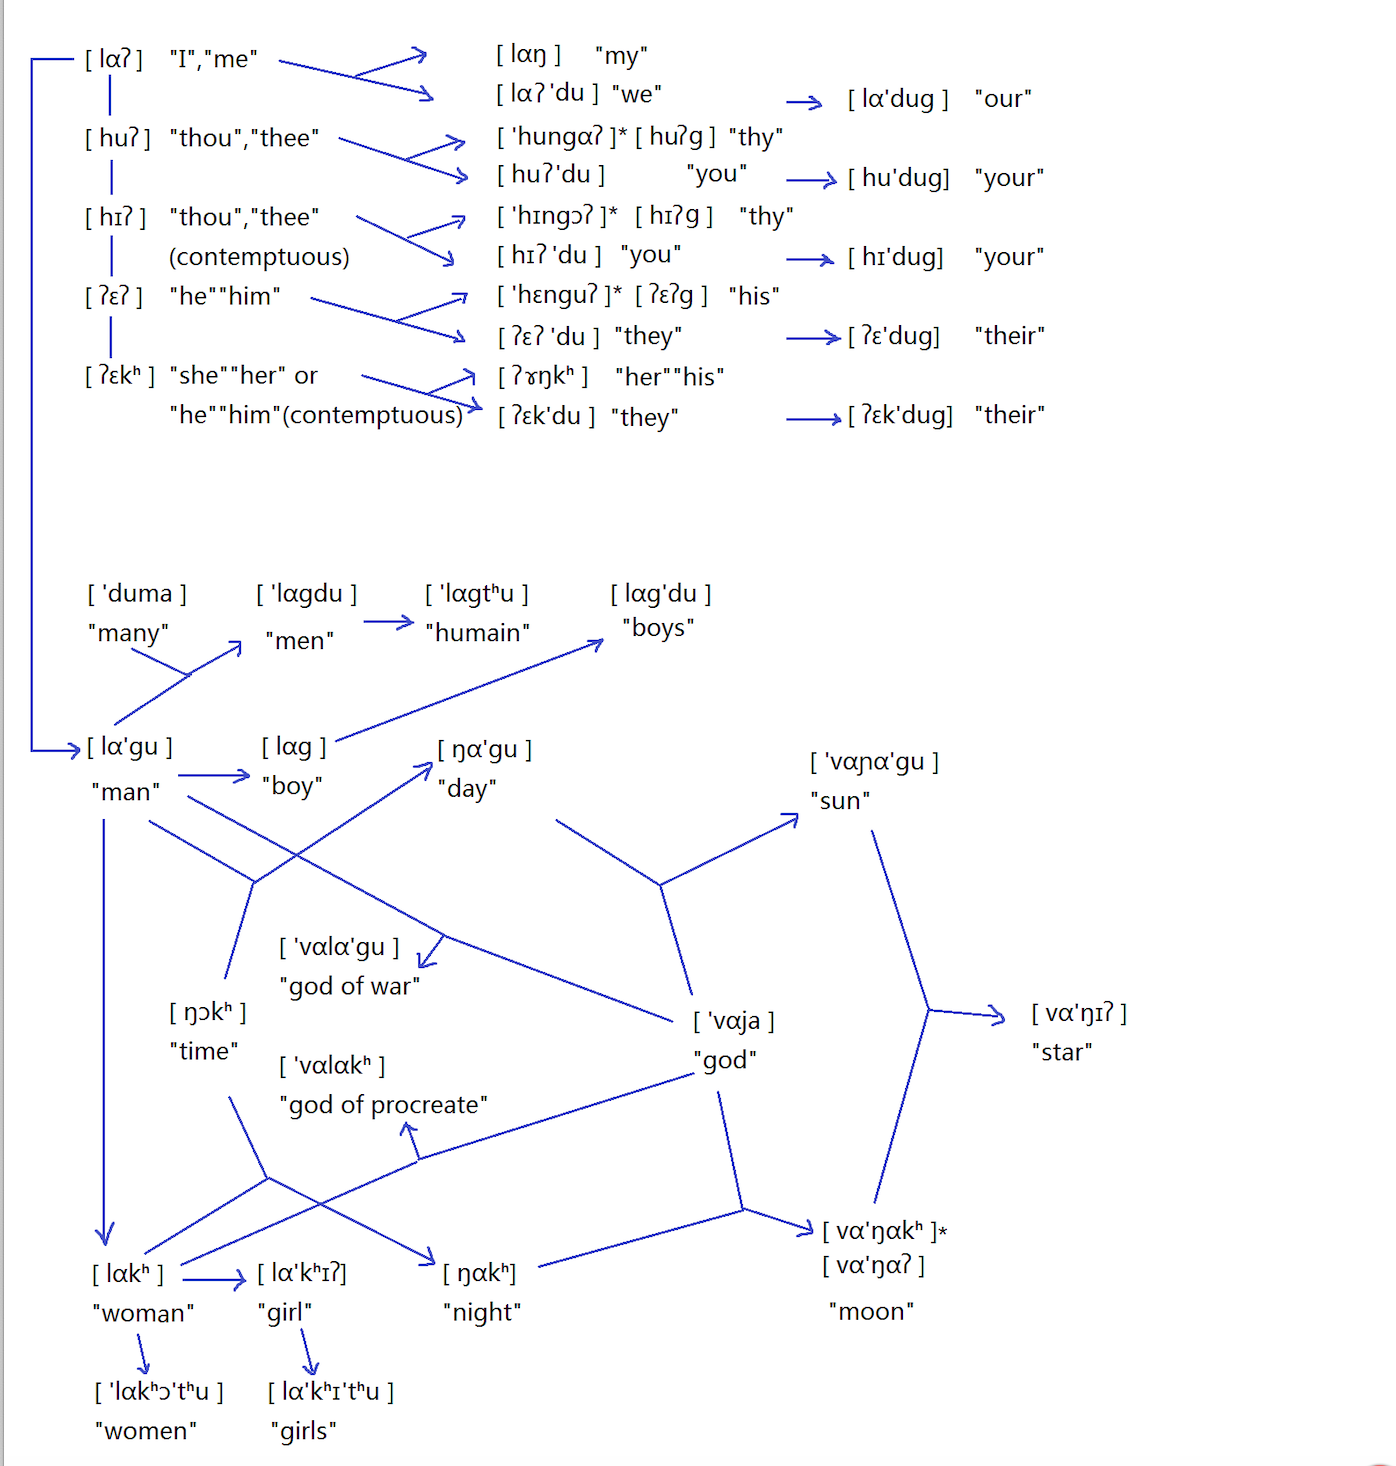 [ lɑʔ ] "I","me" [ lɑŋ ] "my"
[ lɑʔ'du ] "we" [ lɑ'dug ] "our"
[ huʔ ] "thou","thee" [ 'hungɑʔ ]* [ huʔg ] "thy"
[ huʔ'du ] "you" [ hu'dug] "your"
[ hɪʔ ] "thou","thee" [ 'hɪngɔʔ ]* [ hɪʔg ] "thy"
(contemptuous) [ hɪʔ'du ] "you" [ hɪ'dug] "your"
[ ʔɛʔ ] "he""him" [ 'hɛnguʔ ]* [ ʔɛʔg ] "his"
[ ʔɛʔ'du ] "they" [ ʔɛ'dug] "their"
[ ʔɛkʰ ] "she""her" or [ ʔɤŋkʰ ] "her""his"
"he""him"(contemptuous) [ ʔɛk'du ] "they" [ ʔɛk'dug] "their"
[ 'duma ] [ 'lɑgdu ] [ 'lɑgtʰu ] [ lɑg'du ]
"many" "men" "humain" "boys"
[ lɑ'gu ] [ lɑg ] [ ŋɑ'gu ] [ 'vɑɲɑ'gu ]
"man" "boy" "day" "sun"
[ 'vɑlɑ'gu ]
"god of war"
[ ŋɔkʰ ] [ 'vɑja ] [ vɑ'ŋɪʔ ]
"time" "god" "star"
[ 'vɑlɑkʰ ]
"god of procreate"
[ vɑ'ŋɑkʰ ]*
[ lɑkʰ ] [ lɑ'kʰɪʔ] [ ŋɑkʰ] [ vɑ'ŋɑʔ ]
"woman" "girl" "night" "moon"
[ 'lɑkʰɔ'tʰu ] [ lɑ'kʰɪ'tʰu ]
"women" "girls"